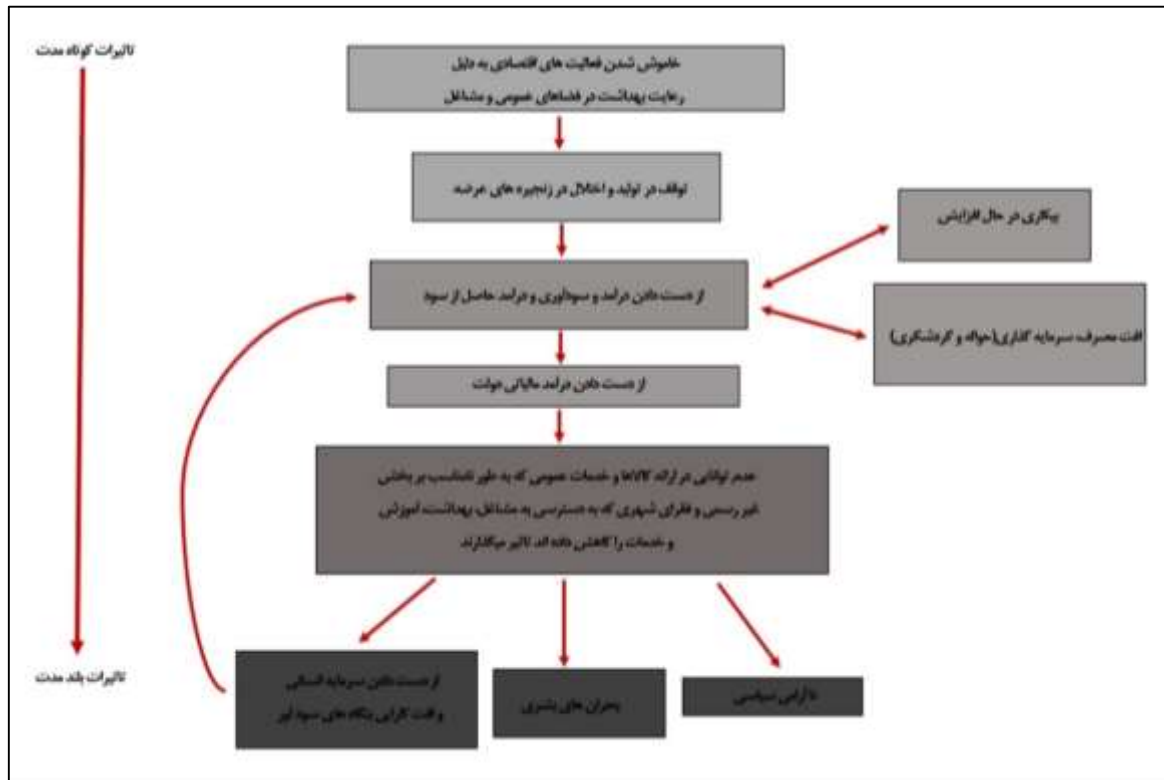 تاثیرات کوتاه مدت
خاموش شدن فعالیت های اقتصادی به دلیل
رعایت بهداشت در فضاهای عمومی و مشاغل
توقف در تولید و اختلال در زنجیره های عرضه
بیکاری در حال افزایش
از دست دادن درآمد و سودآوری و درآمد حاصل از سود
افت مصرف، سرمایه گذاری(حواله و گردشگری)
از دست دادن درآمد مالیاتی دولت
عدم توانایی در ارائه کالاها و خدمات عمومی که به طور نامتناسب بر بخش
غیر رسمی و فقرای شهری که به دسترسی به مشاغل، بهداشت، آموزش
و خدمات را کاهش داده اند تاثیر میگذارند
تاثیرات بلند مدت
از دست دادن سرمایه انسانی
و افت کارایی بنگاه های سود آور
بحران های بشری
نا آرامی سیاسی